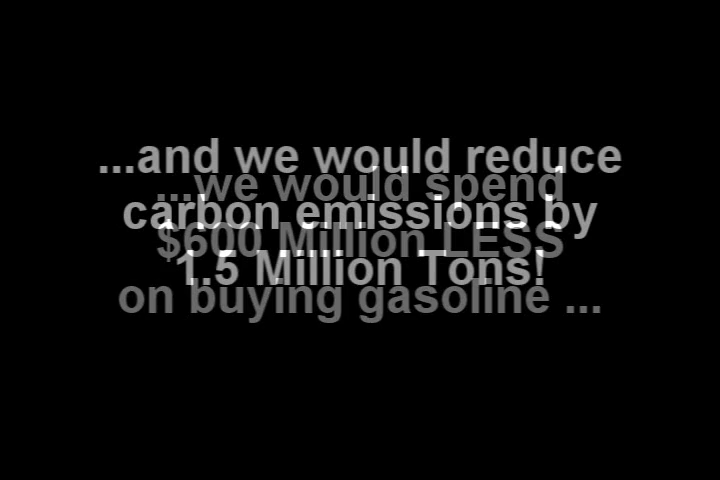 ...and we would reduce
carbon emissions by
1.5 Million Tons!
...we would spend
$600 Million LESS
on buying gasoline ...